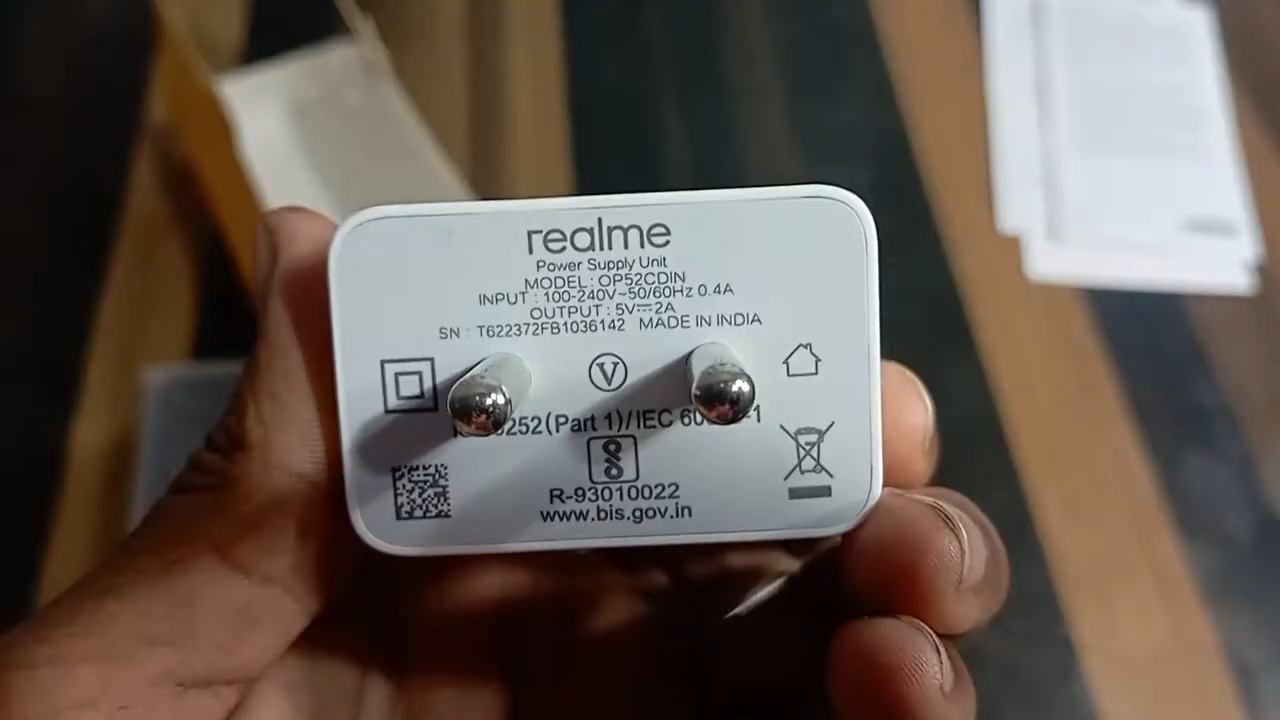 realme
Power Supply Unit
MODEL : OP52CDIN
INPUT : 100-240V~50/60Hz 0.4A
OUTPUT : 5V⎓2A
SN : T622372FB1036142 MADE IN INDIA
V
252 (Part 1)/IEC
R-93010022
www.bis.gov.in